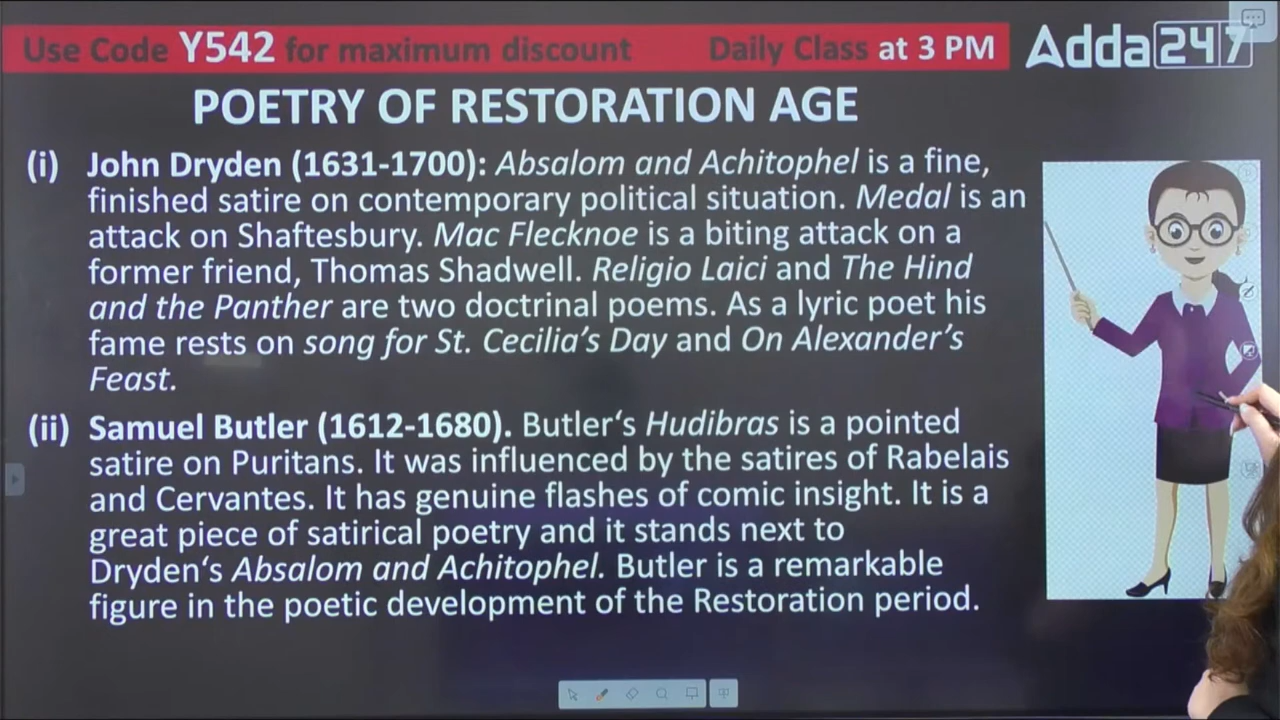 Use Code Y542 for maximum discount Daily Class at 3 PM Adda247
POETRY OF RESTORATION AGE
(i) John Dryden (1631-1700): Absalom and Achitophel is a fine,
finished satire on contemporary political situation. Medal is an
attack on Shaftesbury. Mac Flecknoe is a biting attack on a
former friend, Thomas Shadwell. Religio Laici and The Hind
and the Panther are two doctrinal poems. As a lyric poet his
fame rests on song for St. Cecilia’s Day and On Alexander’s
Feast.
(ii) Samuel Butler (1612-1680). Butler‘s Hudibras is a pointed
satire on Puritans. It was influenced by the satires of Rabelais
and Cervantes. It has genuine flashes of comic insight. It is a
great piece of satirical poetry and it stands next to
Dryden‘s Absalom and Achitophel. Butler is a remarkable
figure in the poetic development of the Restoration period.